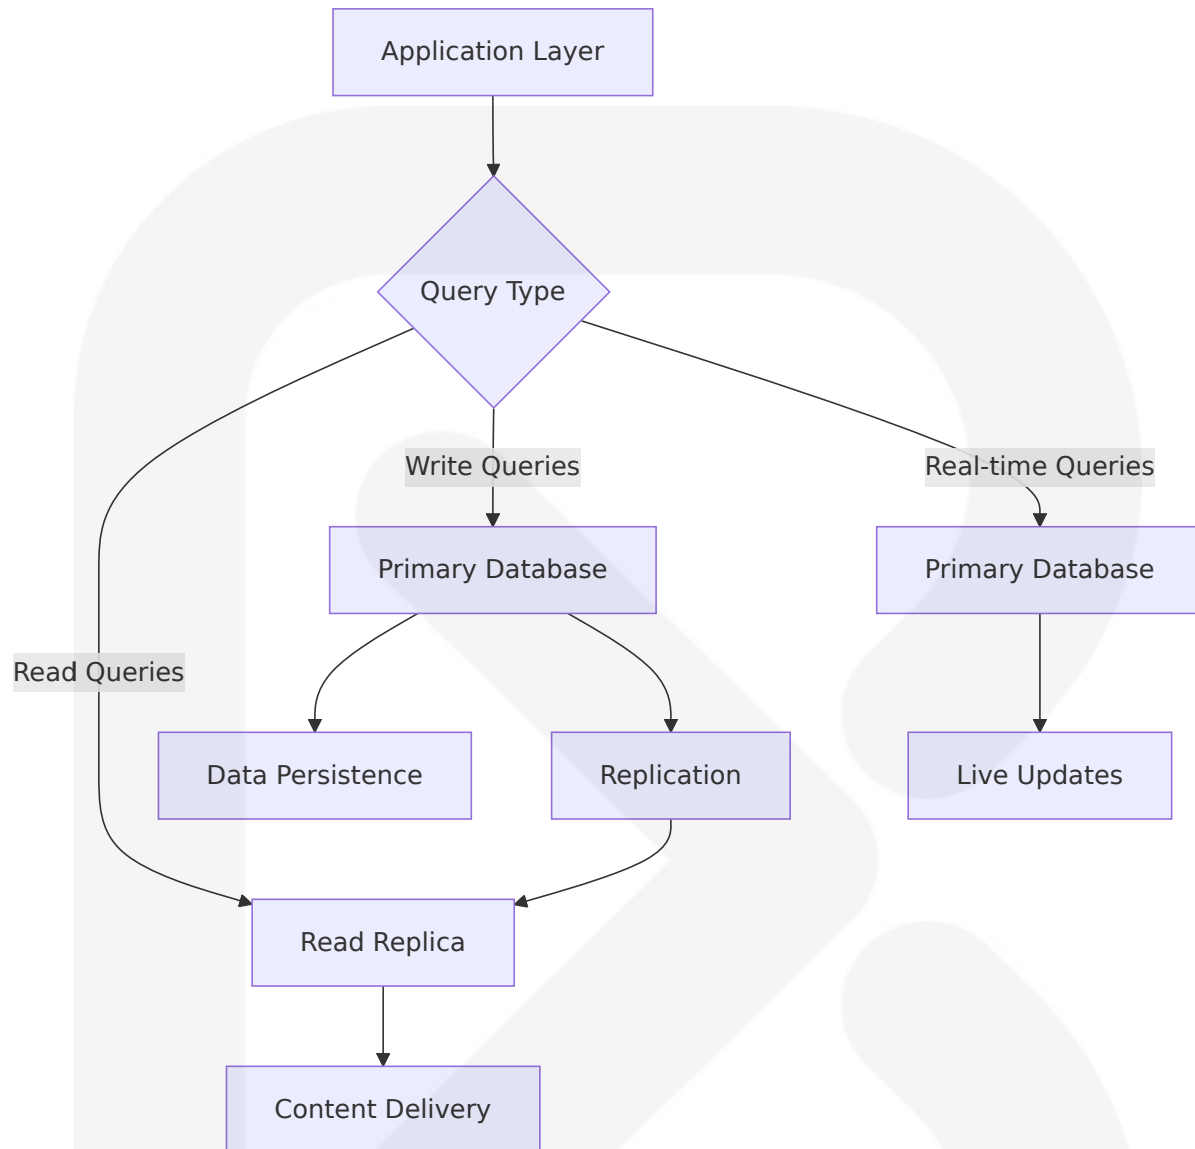 Application Layer
Query Type
Write Queries
Real-time Queries
Primary Database
Primary Database
Read Queries
Data Persistence
Replication
Live Updates
Read Replica
Content Delivery